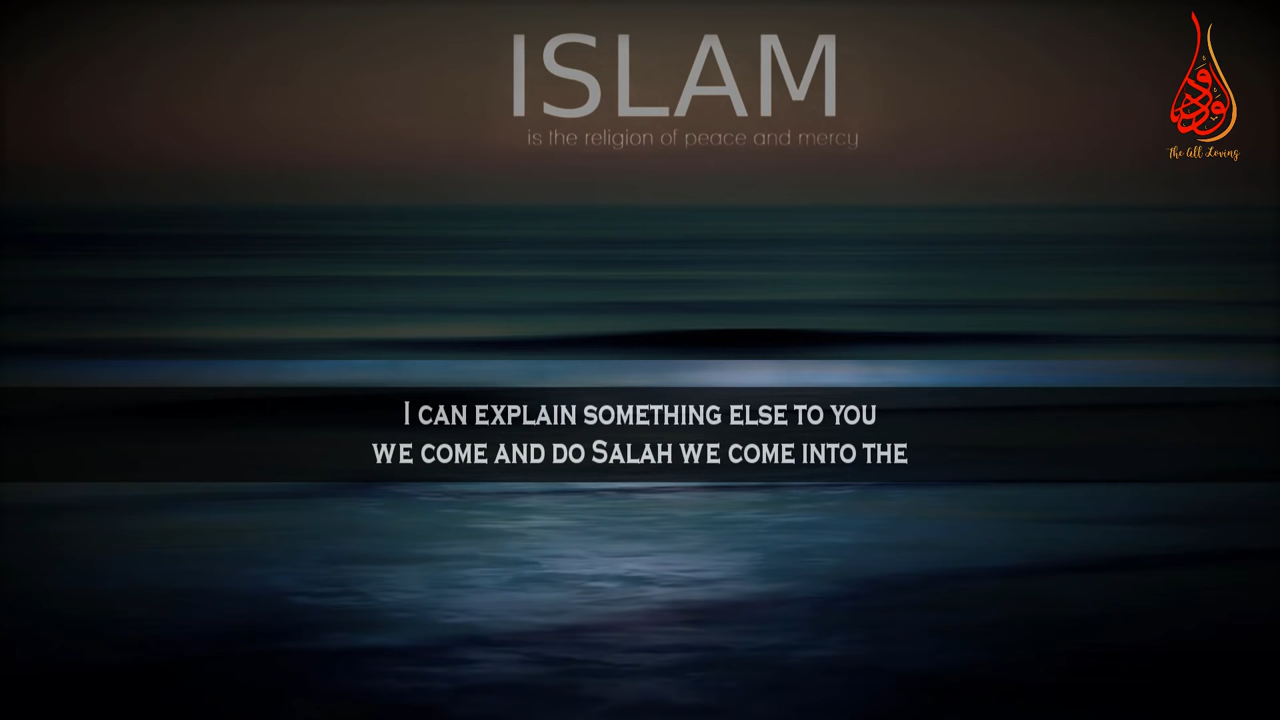 ISLAM
is the religion of peace and mercy
الودود
The All Loving
I CAN EXPLAIN SOMETHING ELSE TO YOU
WE COME AND DO SALAH WE COME INTO THE